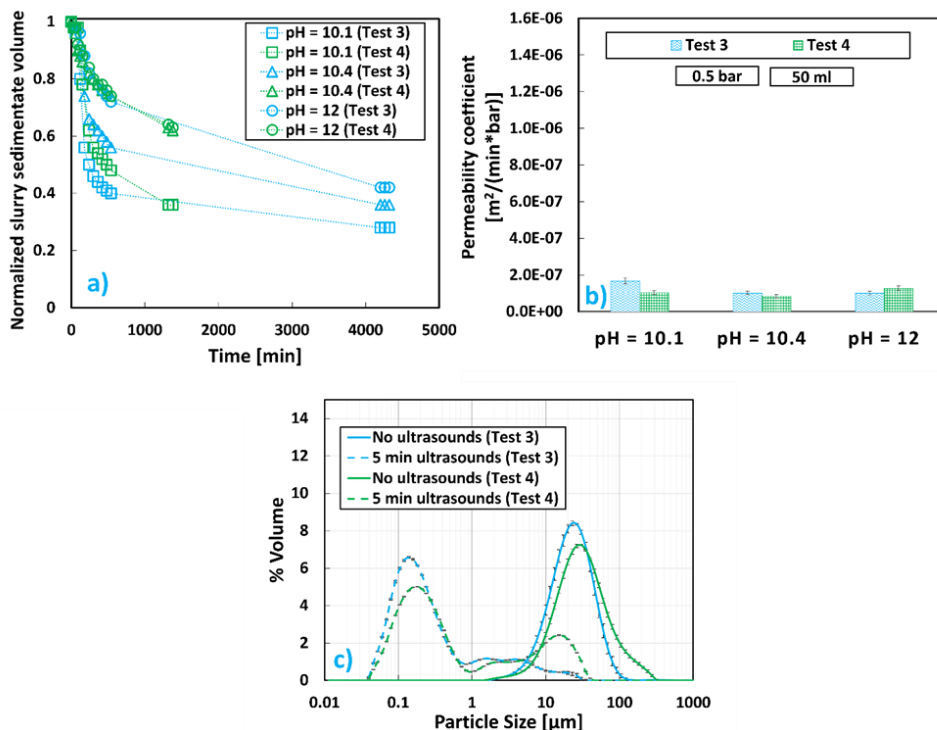 Normalized slurry sedimentate volume
1
0.8
0.6
0.4
0.2
0
0 1000 2000 3000 4000 5000
Time [min]
pH = 10.1 (Test 3)
pH = 10.1 (Test 4)
pH = 10.4 (Test 3)
pH = 10.4 (Test 4)
pH = 12 (Test 3)
pH = 12 (Test 4)
a)
Permeability coefficient
[m²/(min*bar)]
1.6E-06
1.4E-06
1.2E-06
1.0E-06
8.0E-07
6.0E-07
4.0E-07
2.0E-07
0.0E+00
Test 3 Test 4
0.5 bar 50 ml
b)
pH = 10.1 pH = 10.4 pH = 12
% Volume
14
12
10
8
6
4
2
0
No ultrasounds (Test 3)
5 min ultrasounds (Test 3)
No ultrasounds (Test 4)
5 min ultrasounds (Test 4)
c)
0.01 0.1 1 10 100 1000
Particle Size [µm]